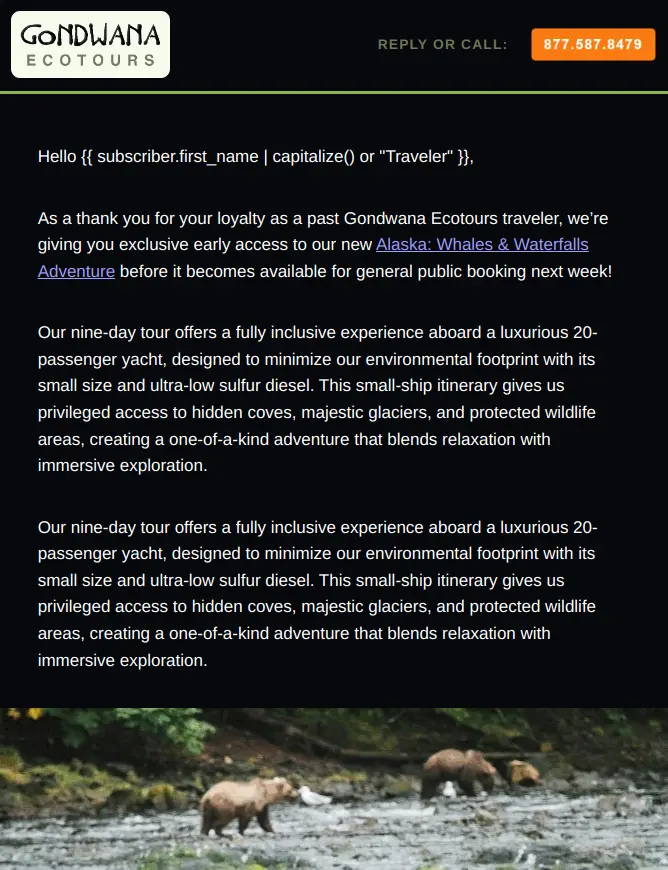 GONDWANA
ECOTOURS
REPLY OR CALL:
877.587.8479
Hello {{ subscriber.first_name | capitalize() or "Traveler" }},
As a thank you for your loyalty as a past Gondwana Ecotours traveler, we’re
giving you exclusive early access to our new Alaska: Whales & Waterfalls
Adventure before it becomes available for general public booking next week!
Our nine-day tour offers a fully inclusive experience aboard a luxurious 20-
passenger yacht, designed to minimize our environmental footprint with its
small size and ultra-low sulfur diesel. This small-ship itinerary gives us
privileged access to hidden coves, majestic glaciers, and protected wildlife
areas, creating a one-of-a-kind adventure that blends relaxation with
immersive exploration.
Our nine-day tour offers a fully inclusive experience aboard a luxurious 20-
passenger yacht, designed to minimize our environmental footprint with its
small size and ultra-low sulfur diesel. This small-ship itinerary gives us
privileged access to hidden coves, majestic glaciers, and protected wildlife
areas, creating a one-of-a-kind adventure that blends relaxation with
immersive exploration.